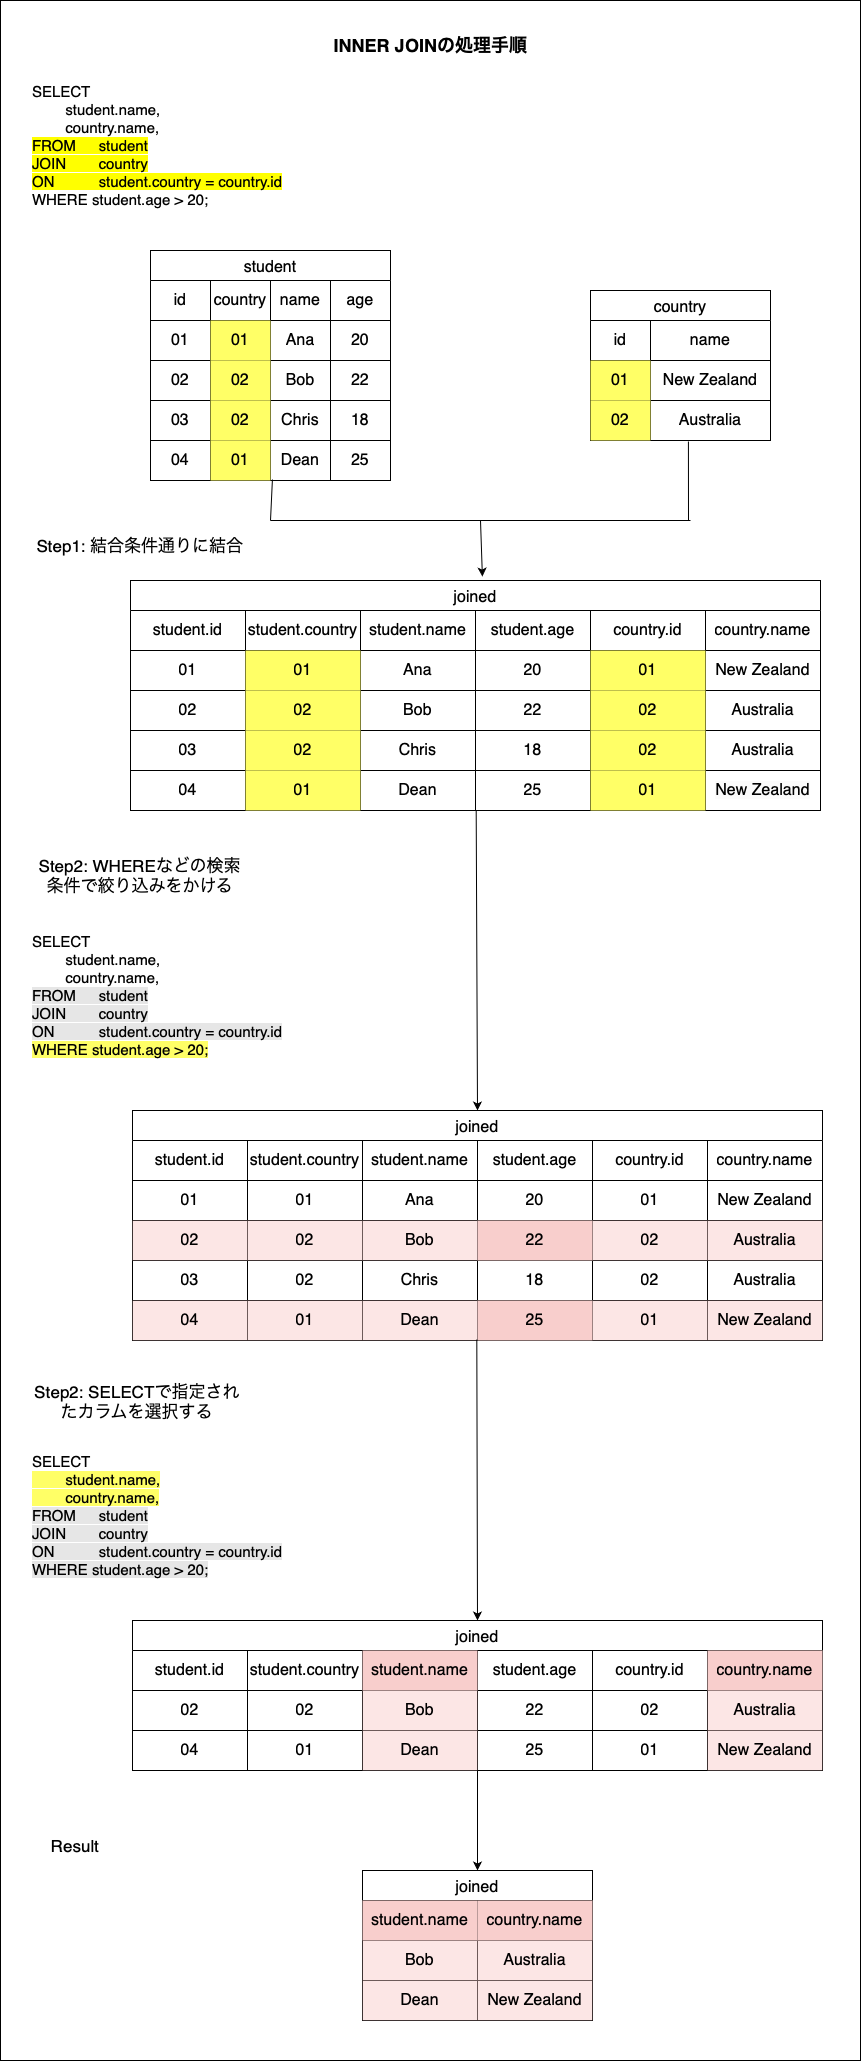 INNER JOINの処理手順
SELECT
student.name,
country.name,
FROM student
JOIN country
ON student.country = country.id
WHERE student.age > 20;
student
id country name age
01 01 Ana 20
02 02 Bob 22
03 02 Chris 18
04 01 Dean 25
country
id name
01 New Zealand
02 Australia
Step1: 結合条件通りに結合
joined
student.id student.country student.name student.age country.id country.name
01 01 Ana 20 01 New Zealand
02 02 Bob 22 02 Australia
03 02 Chris 18 02 Australia
04 01 Dean 25 01 New Zealand
Step2: WHEREなどの検索
条件で絞り込みをかける
SELECT
student.name,
country.name,
FROM student
JOIN country
ON student.country = country.id
WHERE student.age > 20;
joined
student.id student.country student.name student.age country.id country.name
01 01 Ana 20 01 New Zealand
02 02 Bob 22 02 Australia
03 02 Chris 18 02 Australia
04 01 Dean 25 01 New Zealand
Step2: SELECTで指定され
たカラムを選択する
SELECT
student.name,
country.name,
FROM student
JOIN country
ON student.country = country.id
WHERE student.age > 20;
joined
student.id student.country student.name student.age country.id country.name
02 02 Bob 22 02 Australia
04 01 Dean 25 01 New Zealand
Result
joined
student.name country.name
Bob Australia
Dean New Zealand